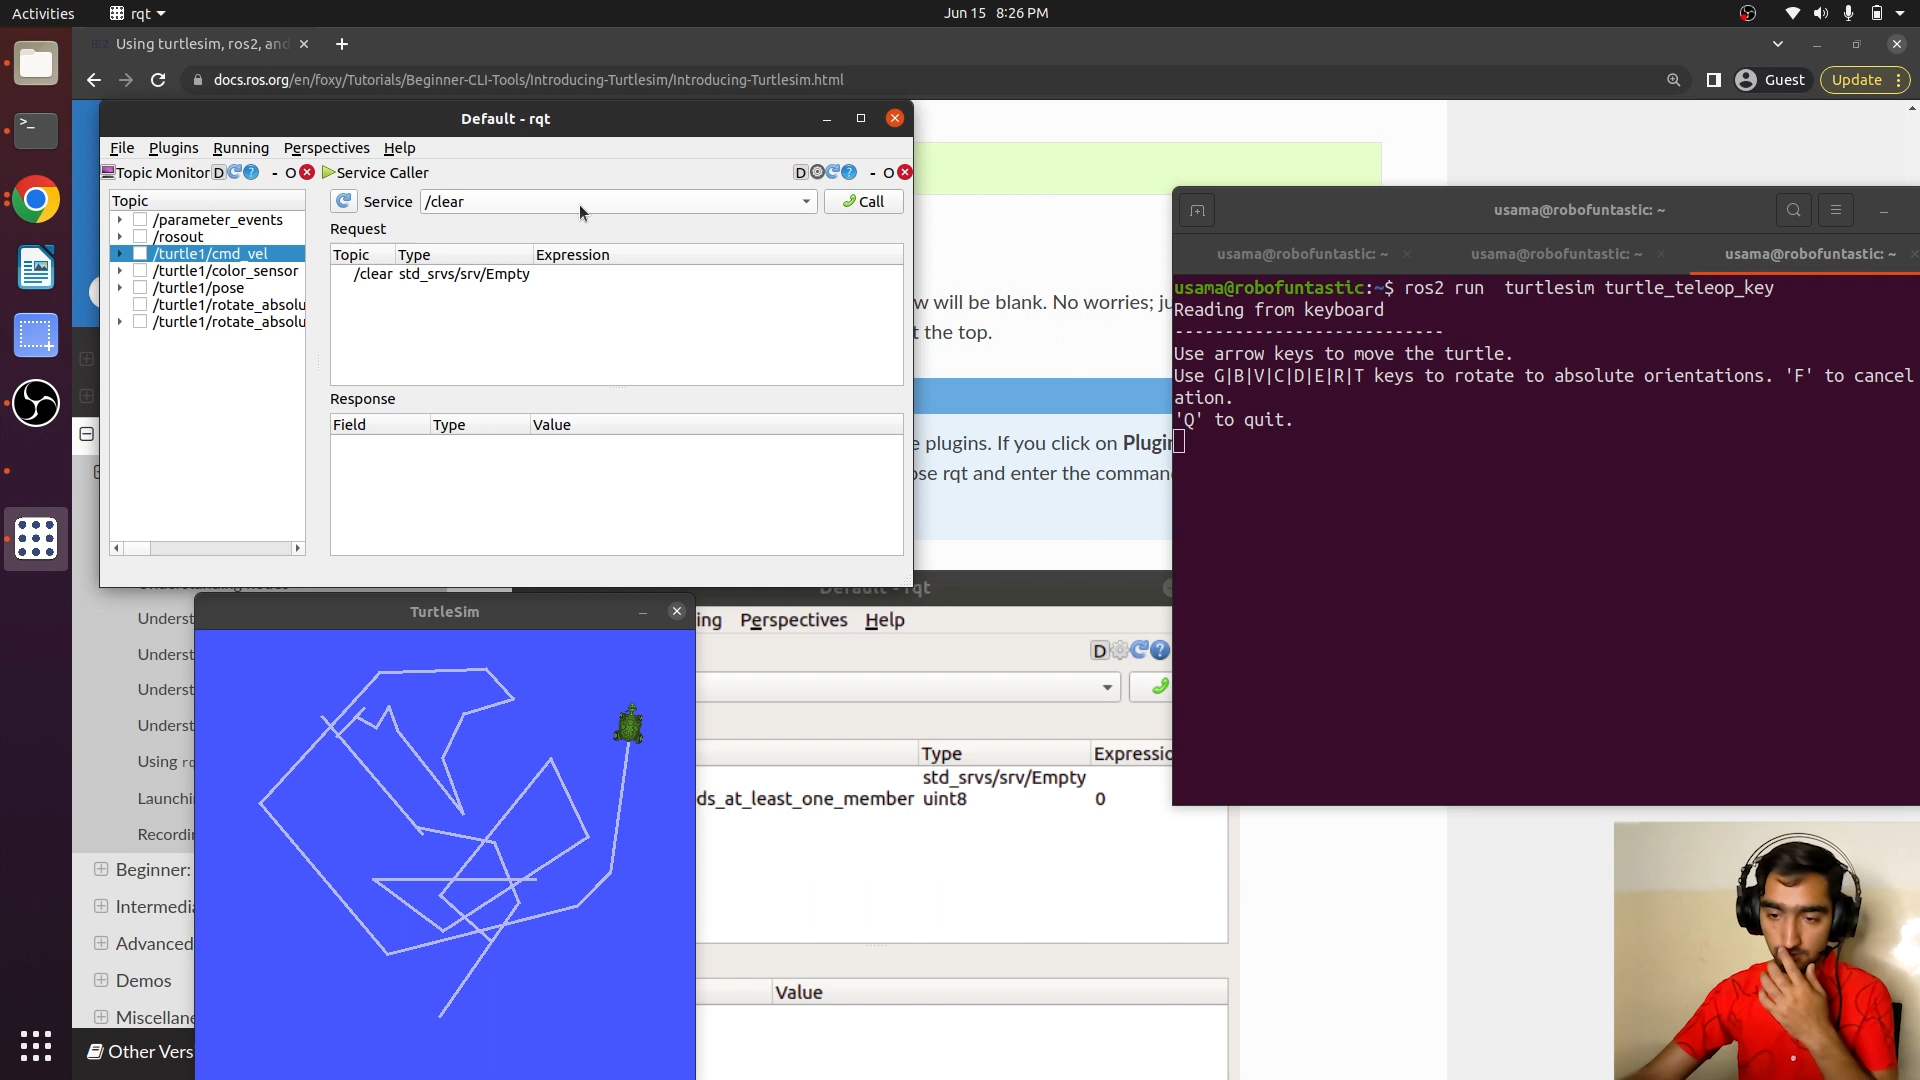 Activities
rqt
Jun 15 8:26 PM
Using turtlesim, ros2, and
docs.ros.org/en/foxy/Tutorials/Beginner-CLI-Tools/Introducing-Turtlesim/Introducing-Turtlesim.html
Guest
Update
Default - rqt
File Plugins Running Perspectives Help
Topic Monitor D ? - O
Service Caller D ? - O
Topic
/parameter_events
/rosout
/turtle1/cmd_vel
/turtle1/color_sensor
/turtle1/pose
/turtle1/rotate_absolu
/turtle1/rotate_absolu
Service /clear Call
Request
Topic Type Expression
/clear std_srvs/srv/Empty
Response
Field Type Value
w will be blank. No worries; ju
t the top.
e plugins. If you click on Plugin
ose rqt and enter the comman
usama@robofuntastic: ~
usama@robofuntastic: ~ usama@robofuntastic: ~ usama@robofuntastic: ~
usama@robofuntastic:~$ ros2 run  turtlesim turtle_teleop_key
Reading from keyboard
---------------------------
Use arrow keys to move the turtle.
Use G|B|V|C|D|E|R|T keys to rotate to absolute orientations. 'F' to cancel
ation.
'Q' to quit.
Default - rqt
ing Perspectives Help
D ?
Type Expressio
std_srvs/srv/Empty
ds_at_least_one_member uint8 0
Value
TurtleSim
Underst
Underst
Underst
Underst
Using
Launchi
Recordin
Beginner:
Intermedia
Advanced
Demos
Miscellane
Other Vers